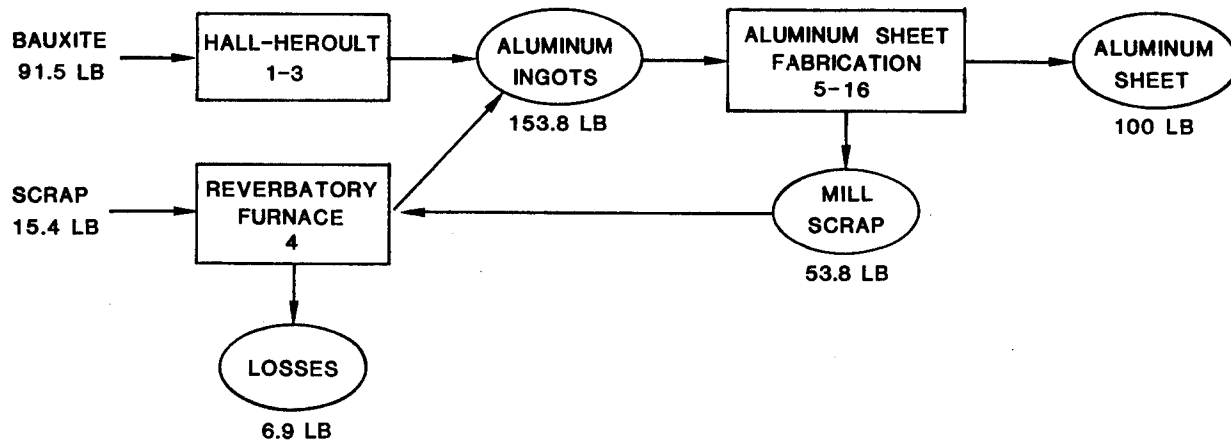 BAUXITE
91.5 LB
HALL-HEROULT
1-3
ALUMINUM
INGOTS
153.8 LB
ALUMINUM SHEET
FABRICATION
5-16
ALUMINUM
SHEET
100 LB
SCRAP
15.4 LB
REVERBATORY
FURNACE
4
MILL
SCRAP
53.8 LB
LOSSES
6.9 LB